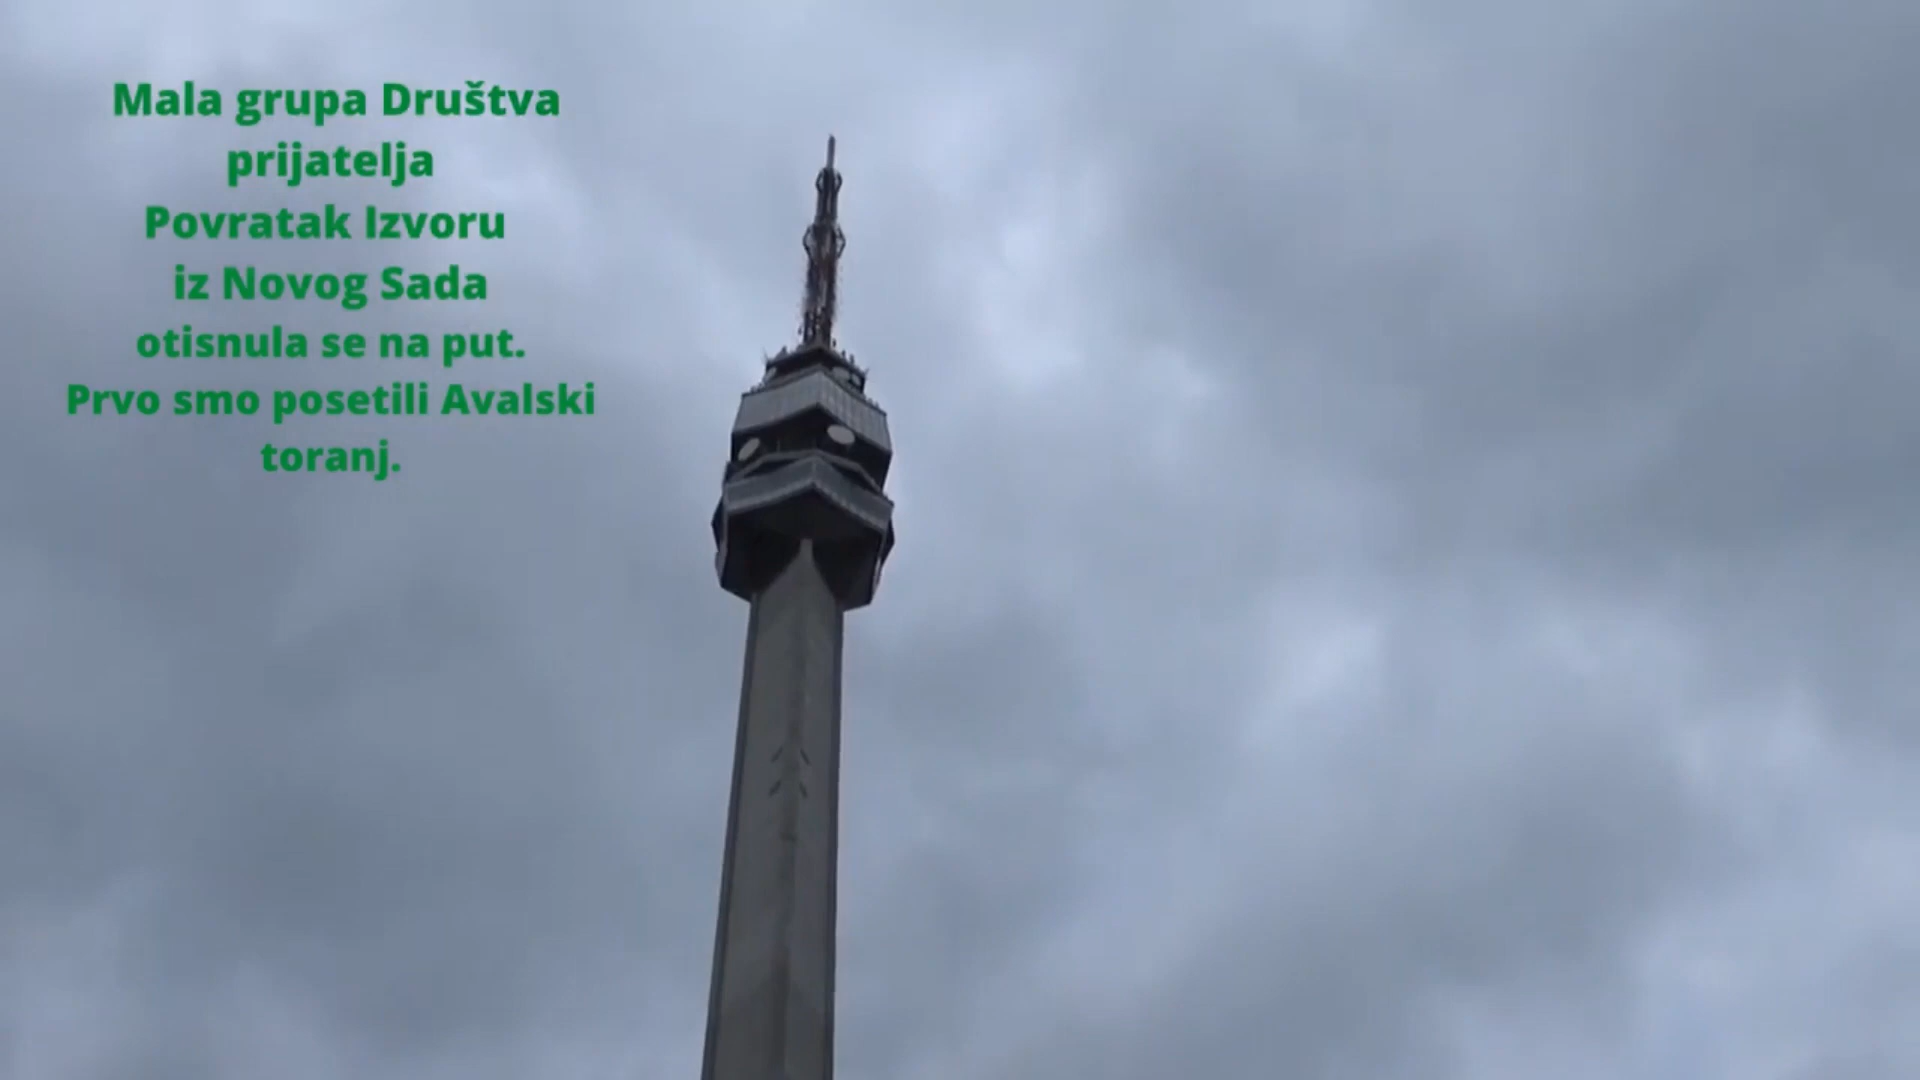 Mala grupa Društva
prijatelja
Povratak Izvoru
iz Novog Sada
otisnula se na put.
Prvo smo posetili Avalski
toranj.